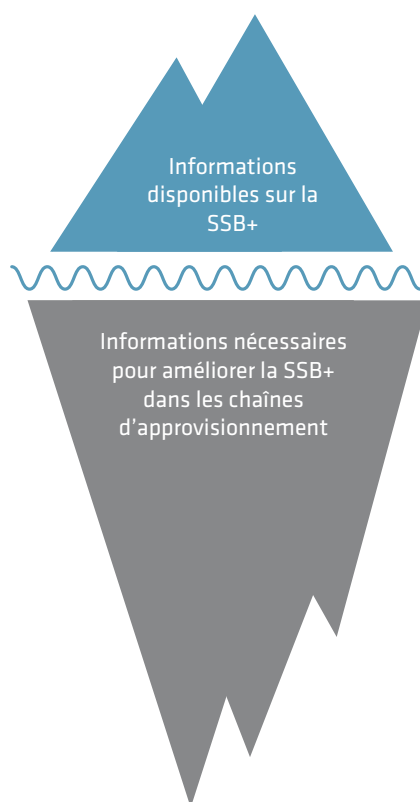 Informations
disponibles sur la
SSB+
Informations nécessaires
pour améliorer la SSB+
dans les chaînes
d'approvisionnement